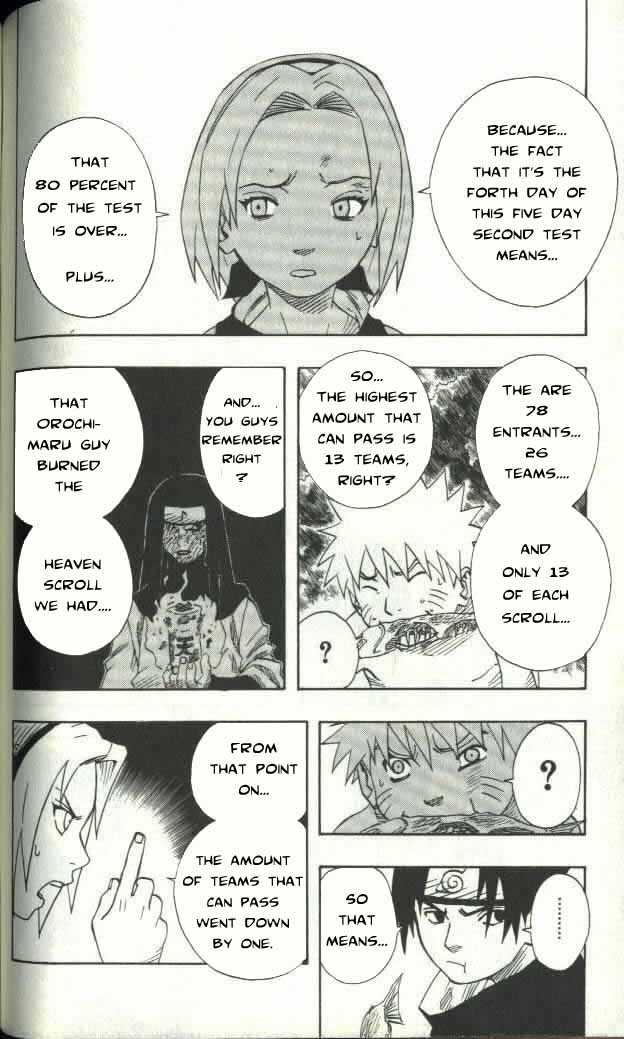 BECAUSE...
THE FACT
THAT IT'S THE
FORTH DAY OF
THIS FIVE DAY
SECOND TEST
MEANS...
THAT
80 PERCENT
OF THE TEST
IS OVER...
PLUS...
THE ARE
78
ENTRANTS...
26
TEAMS....
AND
ONLY 13
OF EACH
SCROLL...
SO...
THE HIGHEST
AMOUNT THAT
CAN PASS IS
13 TEAMS,
RIGHT?
?
AND...
YOU GUYS
REMEMBER
RIGHT
?
THAT
OROCHI-
MARU GUY
BURNED
THE
HEAVEN
SCROLL
WE HAD....
天
?
FROM
THAT POINT
ON...
THE AMOUNT
OF TEAMS THAT
CAN PASS
WENT DOWN
BY ONE.
.........
SO
THAT
MEANS...